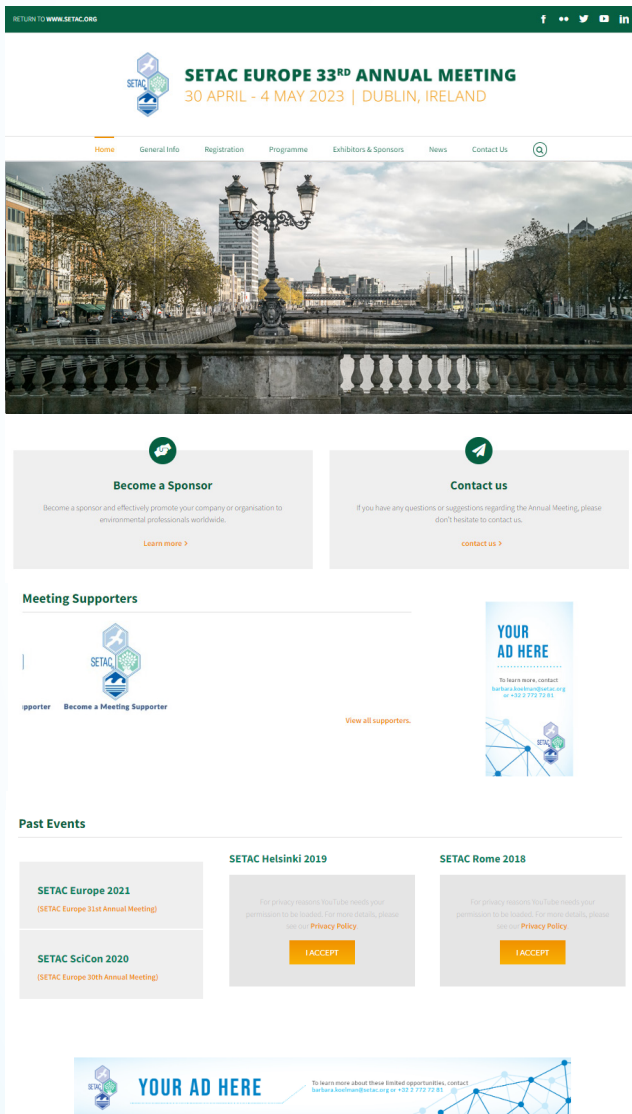 RETURN TO WWW.SETAC.ORG
SETAC
SETAC EUROPE 33RD ANNUAL MEETING
30 APRIL - 4 MAY 2023 | DUBLIN, IRELAND
Home General Info Registration Programme Exhibitors & Sponsors News Contact Us
Become a Sponsor
Become a sponsor and effectively promote your company or organisation to
environmental professionals worldwide.
Learn more >
Contact us
If you have any questions or suggestions regarding the Annual Meeting, please
don't hesitate to contact us.
contact us >
Meeting Supporters
SETAC
pporter Become a Meeting Supporter
View all supporters.
YOUR
AD HERE
To learn more, contact
barbara.koelman@setac.org
or +32 2 772 72 81
SETAC
Past Events
SETAC Europe 2021
(SETAC Europe 31st Annual Meeting)
SETAC SciCon 2020
(SETAC Europe 30th Annual Meeting)
SETAC Helsinki 2019
For privacy reasons YouTube needs your
permission to be loaded. For more details, please
see our Privacy Policy.
I ACCEPT
SETAC Rome 2018
For privacy reasons YouTube needs your
permission to be loaded. For more details, please
see our Privacy Policy.
I ACCEPT
SETAC
YOUR AD HERE
To learn more about these limited opportunities, contact
barbara.koelman@setac.org or +32 2 772 72 81